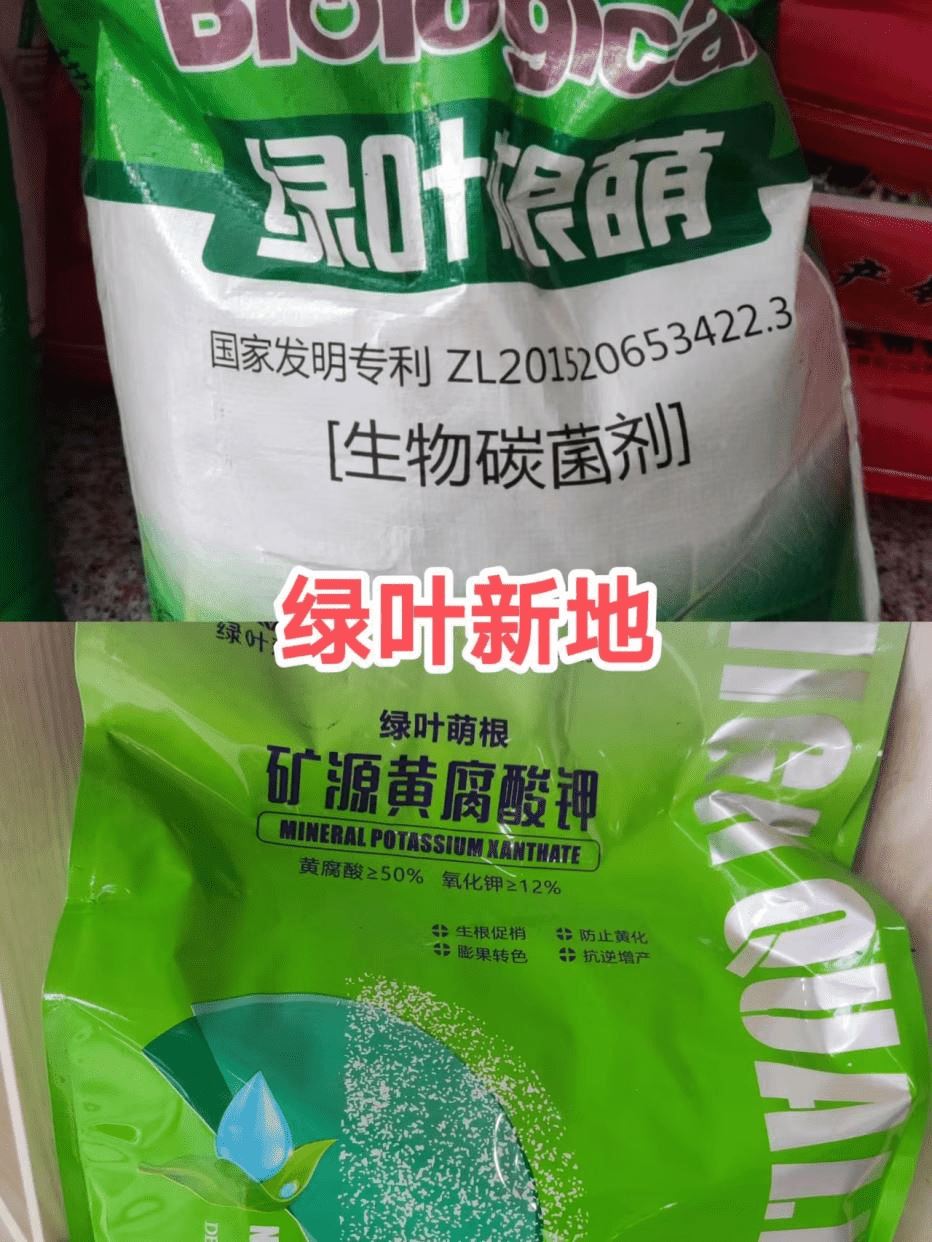 Biological
绿叶根萌
国家发明专利 ZL201520653422.3
[生物碳菌剂]
绿叶新地
绿叶萌根
矿源黄腐酸钾
MINERAL POTASSIUM XANTHATE
黄腐酸≥50% 氧化钾≥12%
生根促梢 防止黄化
膨果转色 抗逆增产